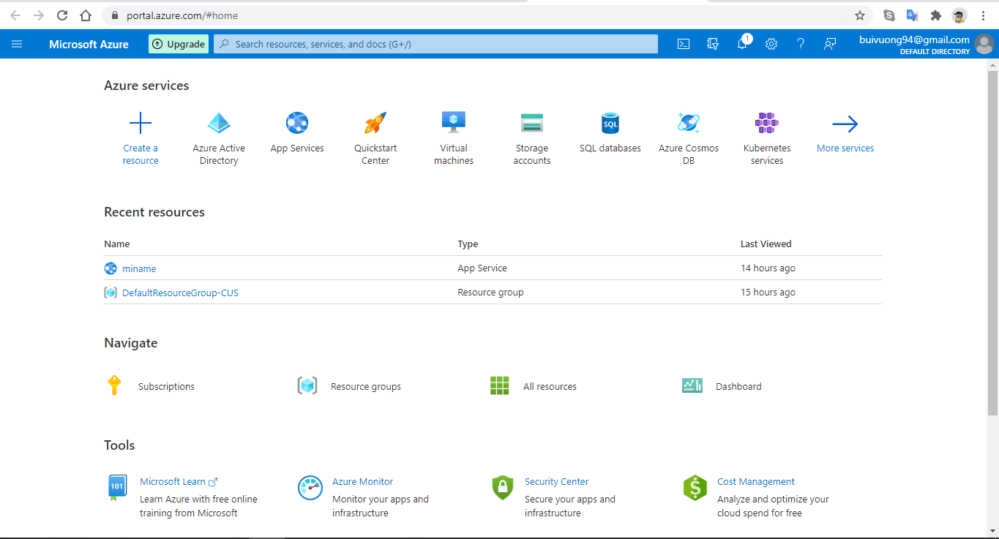 portal.azure.com/#home
Microsoft Azure
Upgrade
Search resources, services, and docs (G+/)
1
buivuong94@gmail.com
DEFAULT DIRECTORY
Azure services
Create a
resource
Azure Active
Directory
App Services
Quickstart
Center
Virtual
machines
Storage
accounts
SQL
SQL databases
Azure Cosmos
DB
Kubernetes
services
More services
Recent resources
Name Type Last Viewed
miname App Service 14 hours ago
DefaultResourceGroup-CUS Resource group 15 hours ago
Navigate
Subscriptions Resource groups All resources Dashboard
Tools
101
Microsoft Learn
Learn Azure with free online
training from Microsoft
Azure Monitor
Monitor your apps and
infrastructure
Security Center
Secure your apps and
infrastructure
$
Cost Management
Analyze and optimize your
cloud spend for free